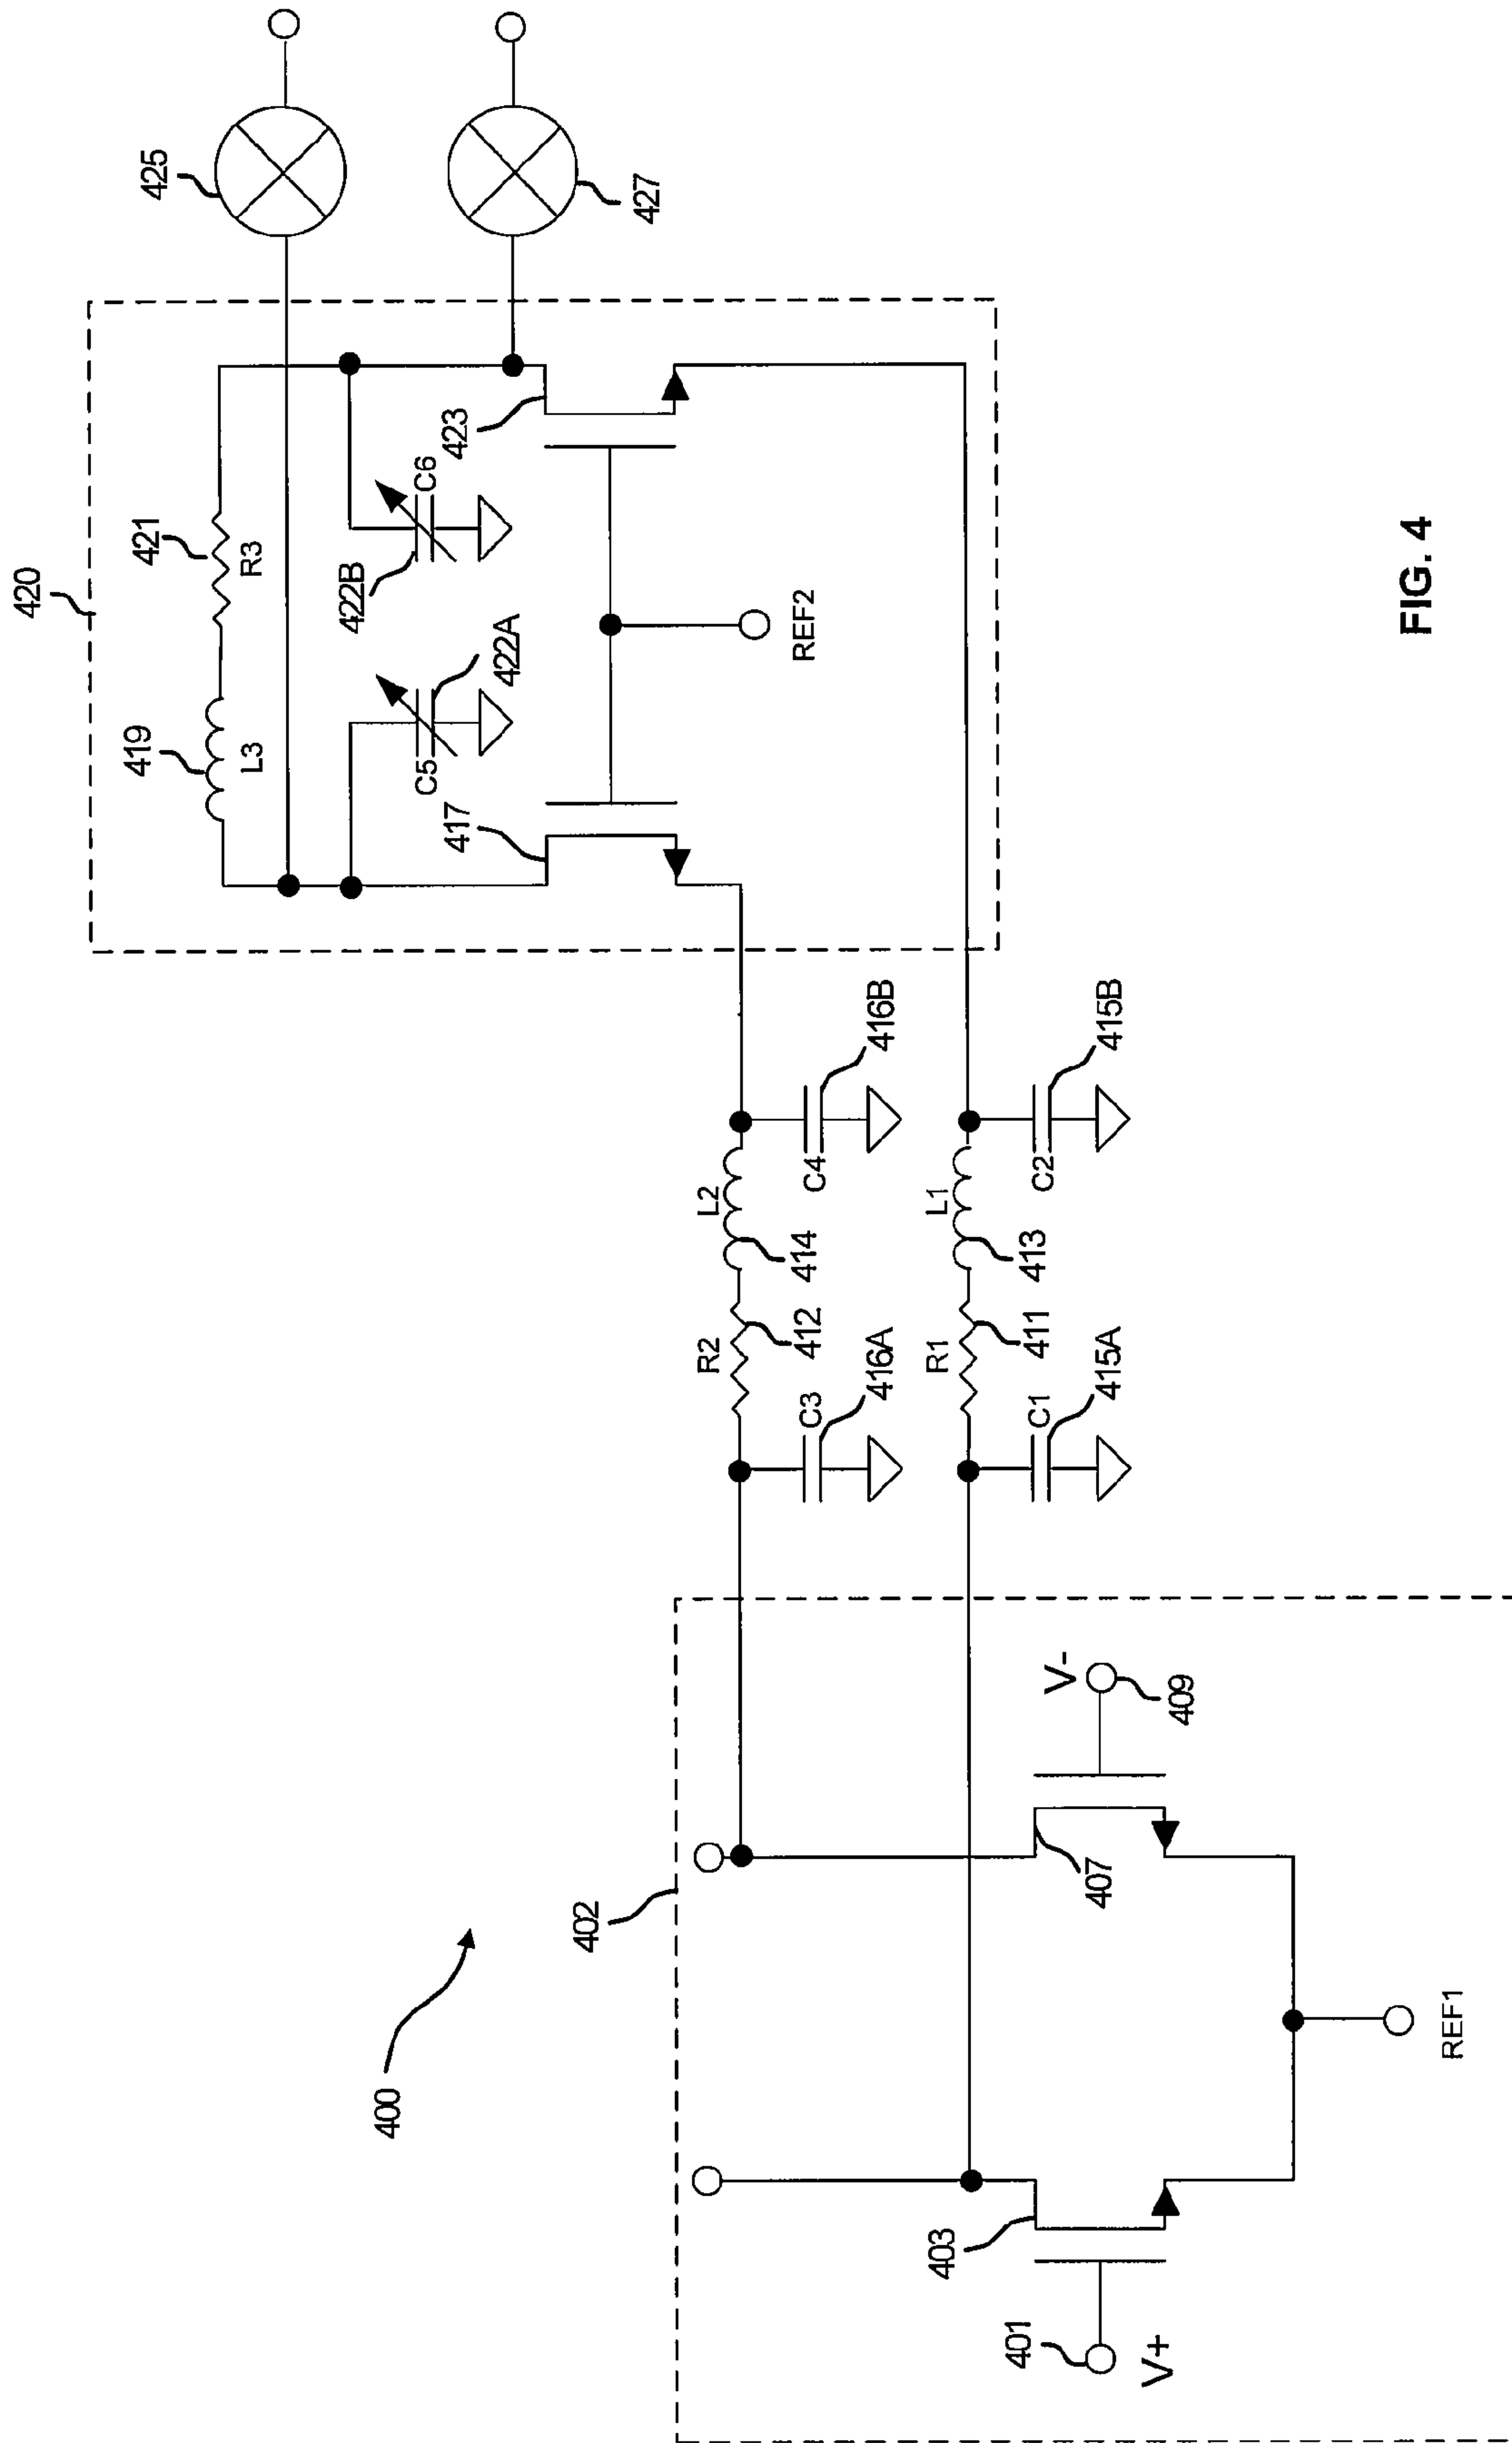 420
419
421
425
L3
R3
417
C5
422A
422B
C6
423
427
REF2
400
402
L2
R2
414
412
C4
416B
C3
416A
L1
R1
413
411
C2
415B
C1
415A
403
407
401
V+
V-
409
REF1
FIG. 4